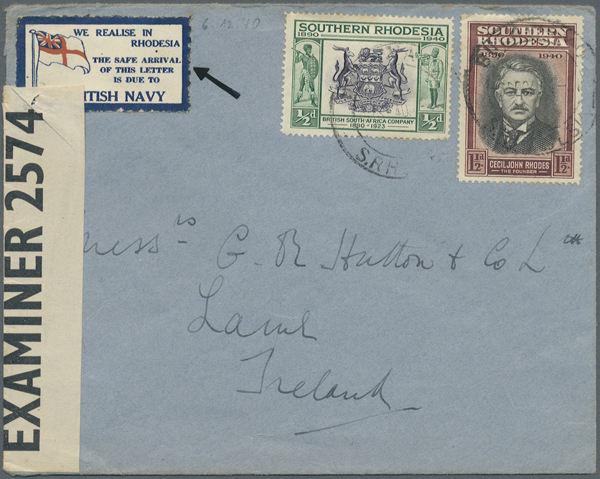 WE REALISE IN
RHODESIA
THE SAFE ARRIVAL
OF THIS LETTER
IS DUE TO
TISH NAVY
6.12.40
SOUTHERN RHODESIA
1890 1940
½d ½d
BRITISH SOUTH AFRICA COMPANY
1890 - 1923
S.RH
SOUTHERN
RHODESIA
1890 1940
1½d 1½d
CECIL JOHN RHODES
THE FOUNDER
EXAMINER 2574
Messrs G. R. Hutton & Co Ltd
Larne
Ireland